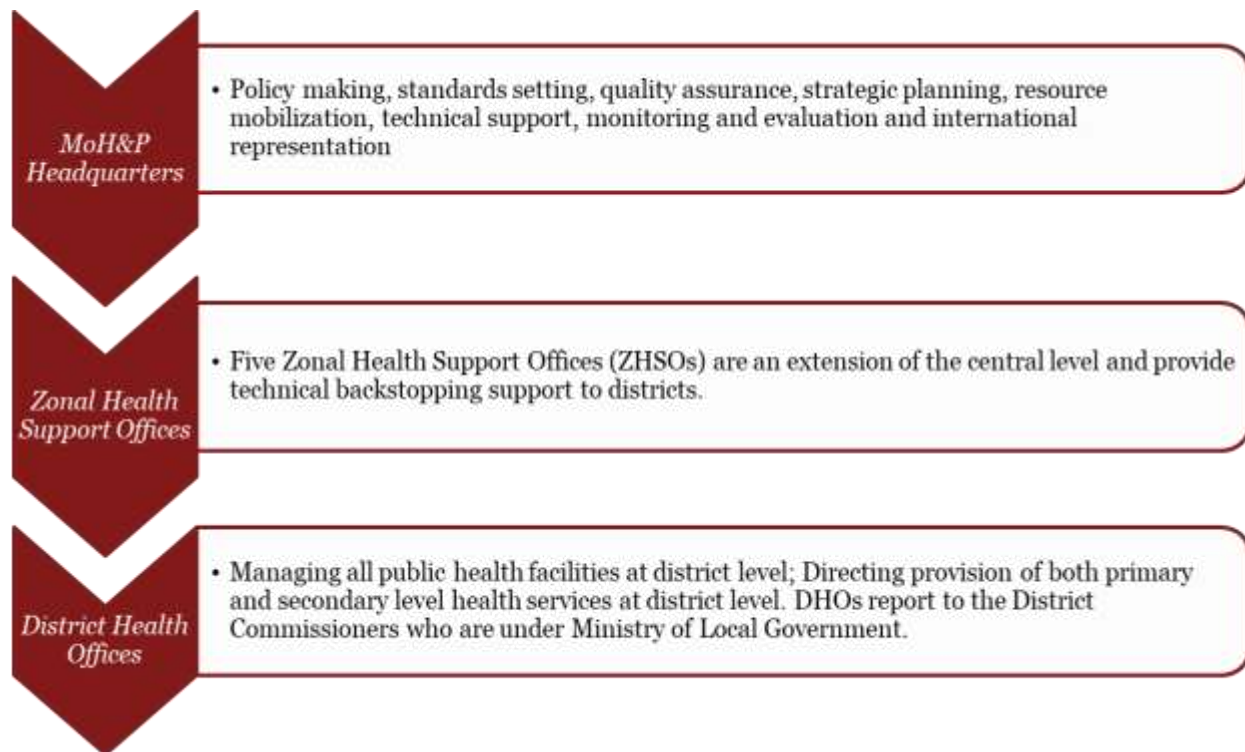 MoH&P
Headquarters
• Policy making, standards setting, quality assurance, strategic planning, resource
mobilization, technical support, monitoring and evaluation and international
representation
Zonal Health
Support Offices
• Five Zonal Health Support Offices (ZHSOs) are an extension of the central level and provide
technical backstopping support to districts.
District Health
Offices
• Managing all public health facilities at district level; Directing provision of both primary
and secondary level health services at district level. DHOs report to the District
Commissioners who are under Ministry of Local Government.